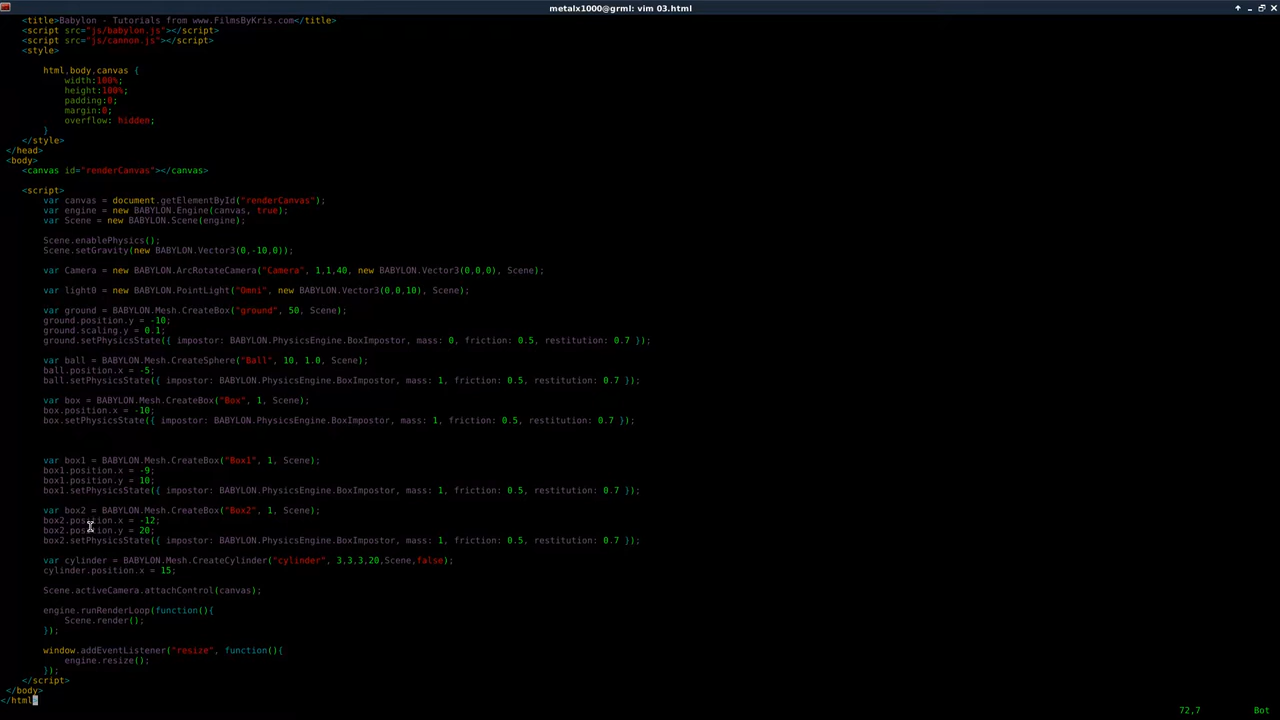 metalx1000@grml: vim 03.html
<title>Babylon - Tutorials from www.FilmsByKris.com</title>
<script src="js/babylon.js"></script>
<script src="js/cannon.js"></script>
<style>
html,body,canvas {
width:100%;
height:100%;
padding:0;
margin:0;
overflow: hidden;
}
</style>
</head>
<body>
<canvas id="renderCanvas"></canvas>
<script>
var canvas = document.getElementById("renderCanvas");
var engine = new BABYLON.Engine(canvas, true);
var Scene = new BABYLON.Scene(engine);
Scene.enablePhysics();
Scene.setGravity(new BABYLON.Vector3(0,-10,0));
var Camera = new BABYLON.ArcRotateCamera("Camera", 1,1,40, new BABYLON.Vector3(0,0,0), Scene);
var light0 = new BABYLON.PointLight("Omni", new BABYLON.Vector3(0,0,10), Scene);
var ground = BABYLON.Mesh.CreateBox("ground", 50, Scene);
ground.position.y = -10;
ground.scaling.y = 0.1;
ground.setPhysicsState({ impostor: BABYLON.PhysicsEngine.BoxImpostor, mass: 0, friction: 0.5, restitution: 0.7 });
var ball = BABYLON.Mesh.CreateSphere("Ball", 10, 1.0, Scene);
ball.position.x = -5;
ball.setPhysicsState({ impostor: BABYLON.PhysicsEngine.BoxImpostor, mass: 1, friction: 0.5, restitution: 0.7 });
var box = BABYLON.Mesh.CreateBox("Box", 1, Scene);
box.position.x = -10;
box.setPhysicsState({ impostor: BABYLON.PhysicsEngine.BoxImpostor, mass: 1, friction: 0.5, restitution: 0.7 });
var box1 = BABYLON.Mesh.CreateBox("Box1", 1, Scene);
box1.position.x = -9;
box1.position.y = 10;
box1.setPhysicsState({ impostor: BABYLON.PhysicsEngine.BoxImpostor, mass: 1, friction: 0.5, restitution: 0.7 });
var box2 = BABYLON.Mesh.CreateBox("Box2", 1, Scene);
box2.position.x = -12;
box2.position.y = 20;
box2.setPhysicsState({ impostor: BABYLON.PhysicsEngine.BoxImpostor, mass: 1, friction: 0.5, restitution: 0.7 });
var cylinder = BABYLON.Mesh.CreateCylinder("cylinder", 3,3,3,20,Scene,false);
cylinder.position.x = 15;
Scene.activeCamera.attachControl(canvas);
engine.runRenderLoop(function(){
Scene.render();
});
window.addEventListener("resize", function(){
engine.resize();
});
</script>
</body>
</html
72,7 Bot